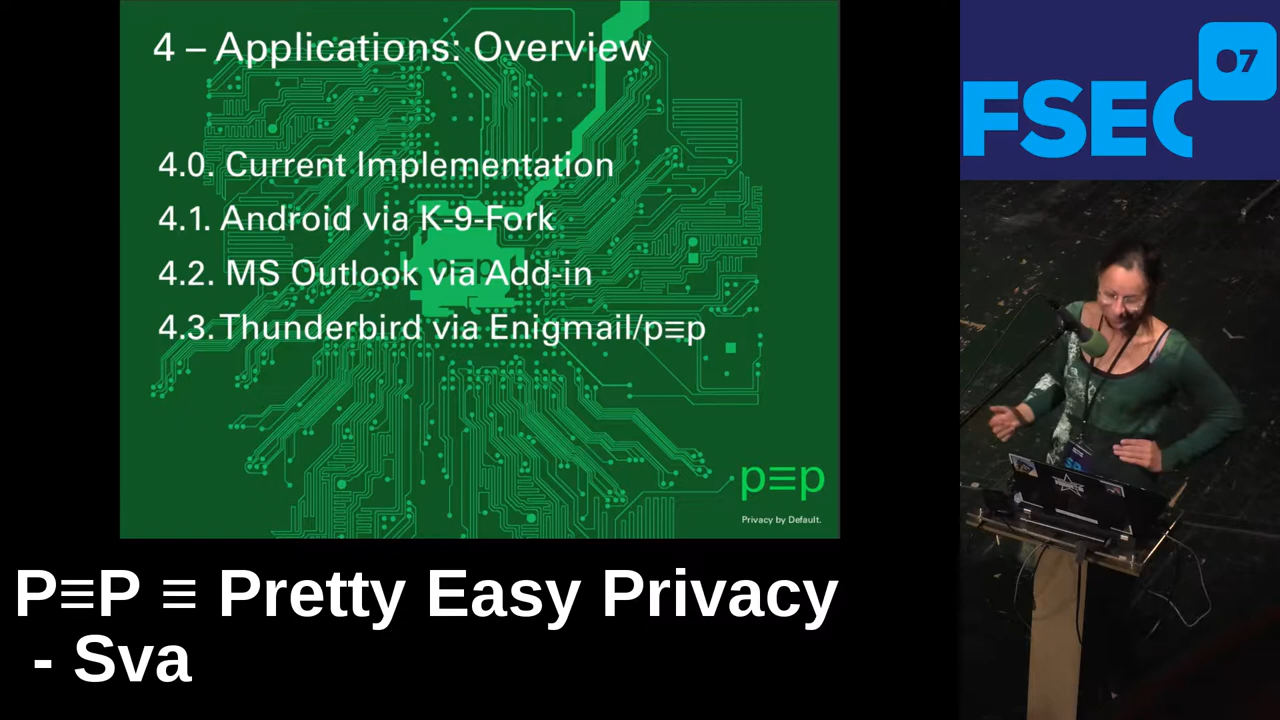 4 – Applications: Overview
4.0. Current Implementation
4.1. Android via K-9-Fork
4.2. MS Outlook via Add-in
4.3. Thunderbird via Enigmail/p≡p
p≡p
p≡p
Privacy by Default.
FSEC
07
P≡P ≡ Pretty Easy Privacy
- Sva